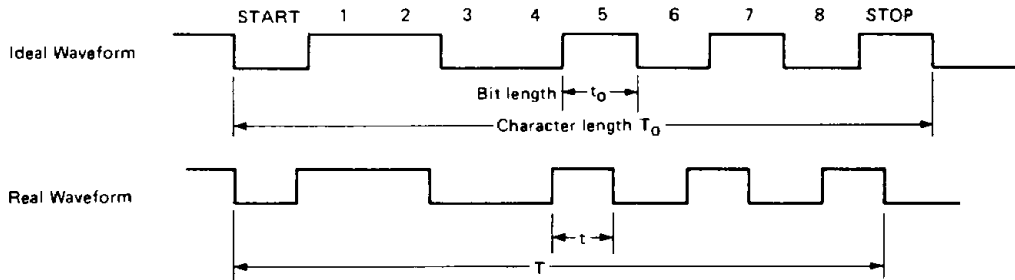 START 1 2 3 4 5 6 7 8 STOP
Ideal Waveform
Bit length t₀
Character length T₀
Real Waveform
t
T